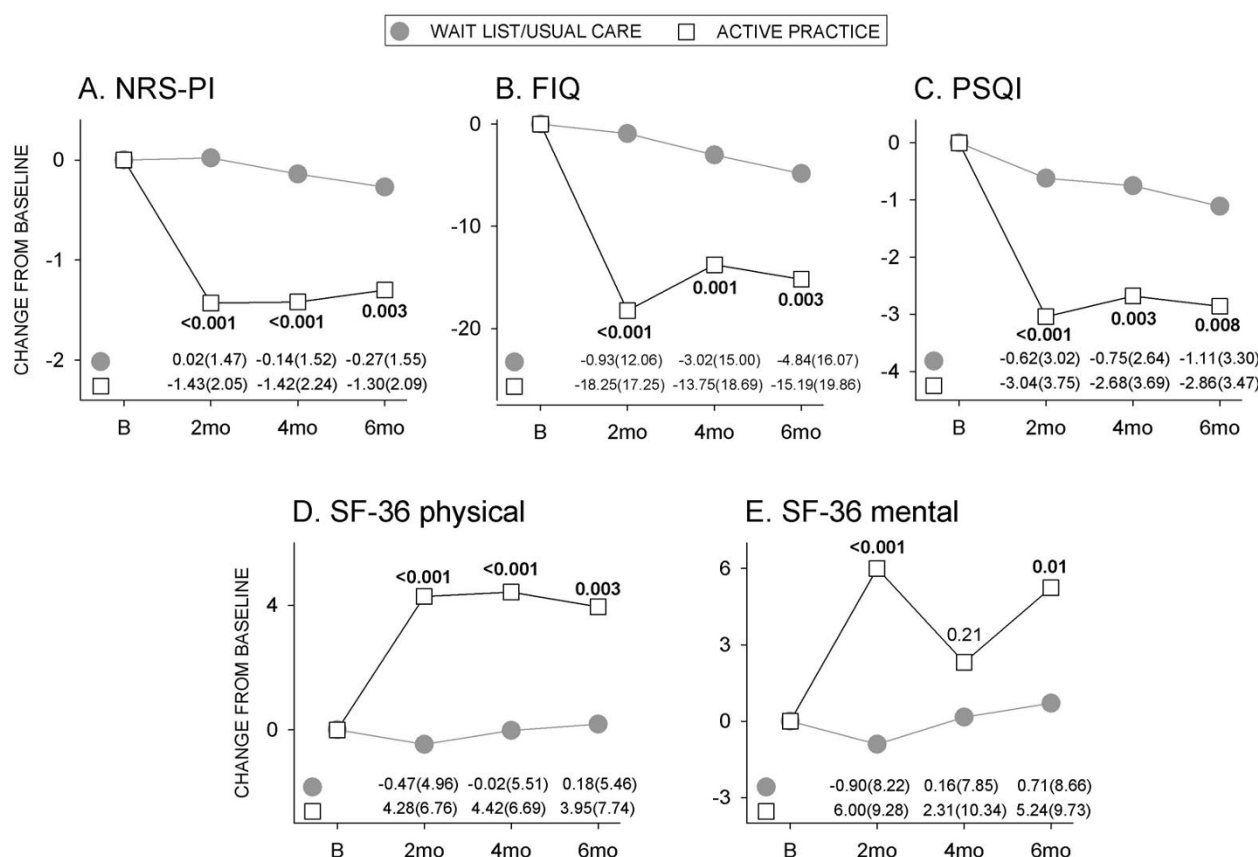 WAIT LIST/USUAL CARE ACTIVE PRACTICE
A. NRS-PI
CHANGE FROM BASELINE
0
-1
-2
<0.001 <0.001 0.003
0.02(1.47) -0.14(1.52) -0.27(1.55)
-1.43(2.05) -1.42(2.24) -1.30(2.09)
B 2mo 4mo 6mo
B. FIQ
0
-10
-20
<0.001 0.001 0.003
-0.93(12.06) -3.02(15.00) -4.84(16.07)
-18.25(17.25) -13.75(18.69) -15.19(19.86)
B 2mo 4mo 6mo
C. PSQI
0
-1
-2
-3
-4
<0.001 0.003 0.008
-0.62(3.02) -0.75(2.64) -1.11(3.30)
-3.04(3.75) -2.68(3.69) -2.86(3.47)
B 2mo 4mo 6mo
D. SF-36 physical
CHANGE FROM BASELINE
4
0
<0.001 <0.001 0.003
-0.47(4.96) -0.02(5.51) 0.18(5.46)
4.28(6.76) 4.42(6.69) 3.95(7.74)
B 2mo 4mo 6mo
E. SF-36 mental
6
3
0
-3
<0.001 0.21 0.01
-0.90(8.22) 0.16(7.85) 0.71(8.66)
6.00(9.28) 2.31(10.34) 5.24(9.73)
B 2mo 4mo 6mo